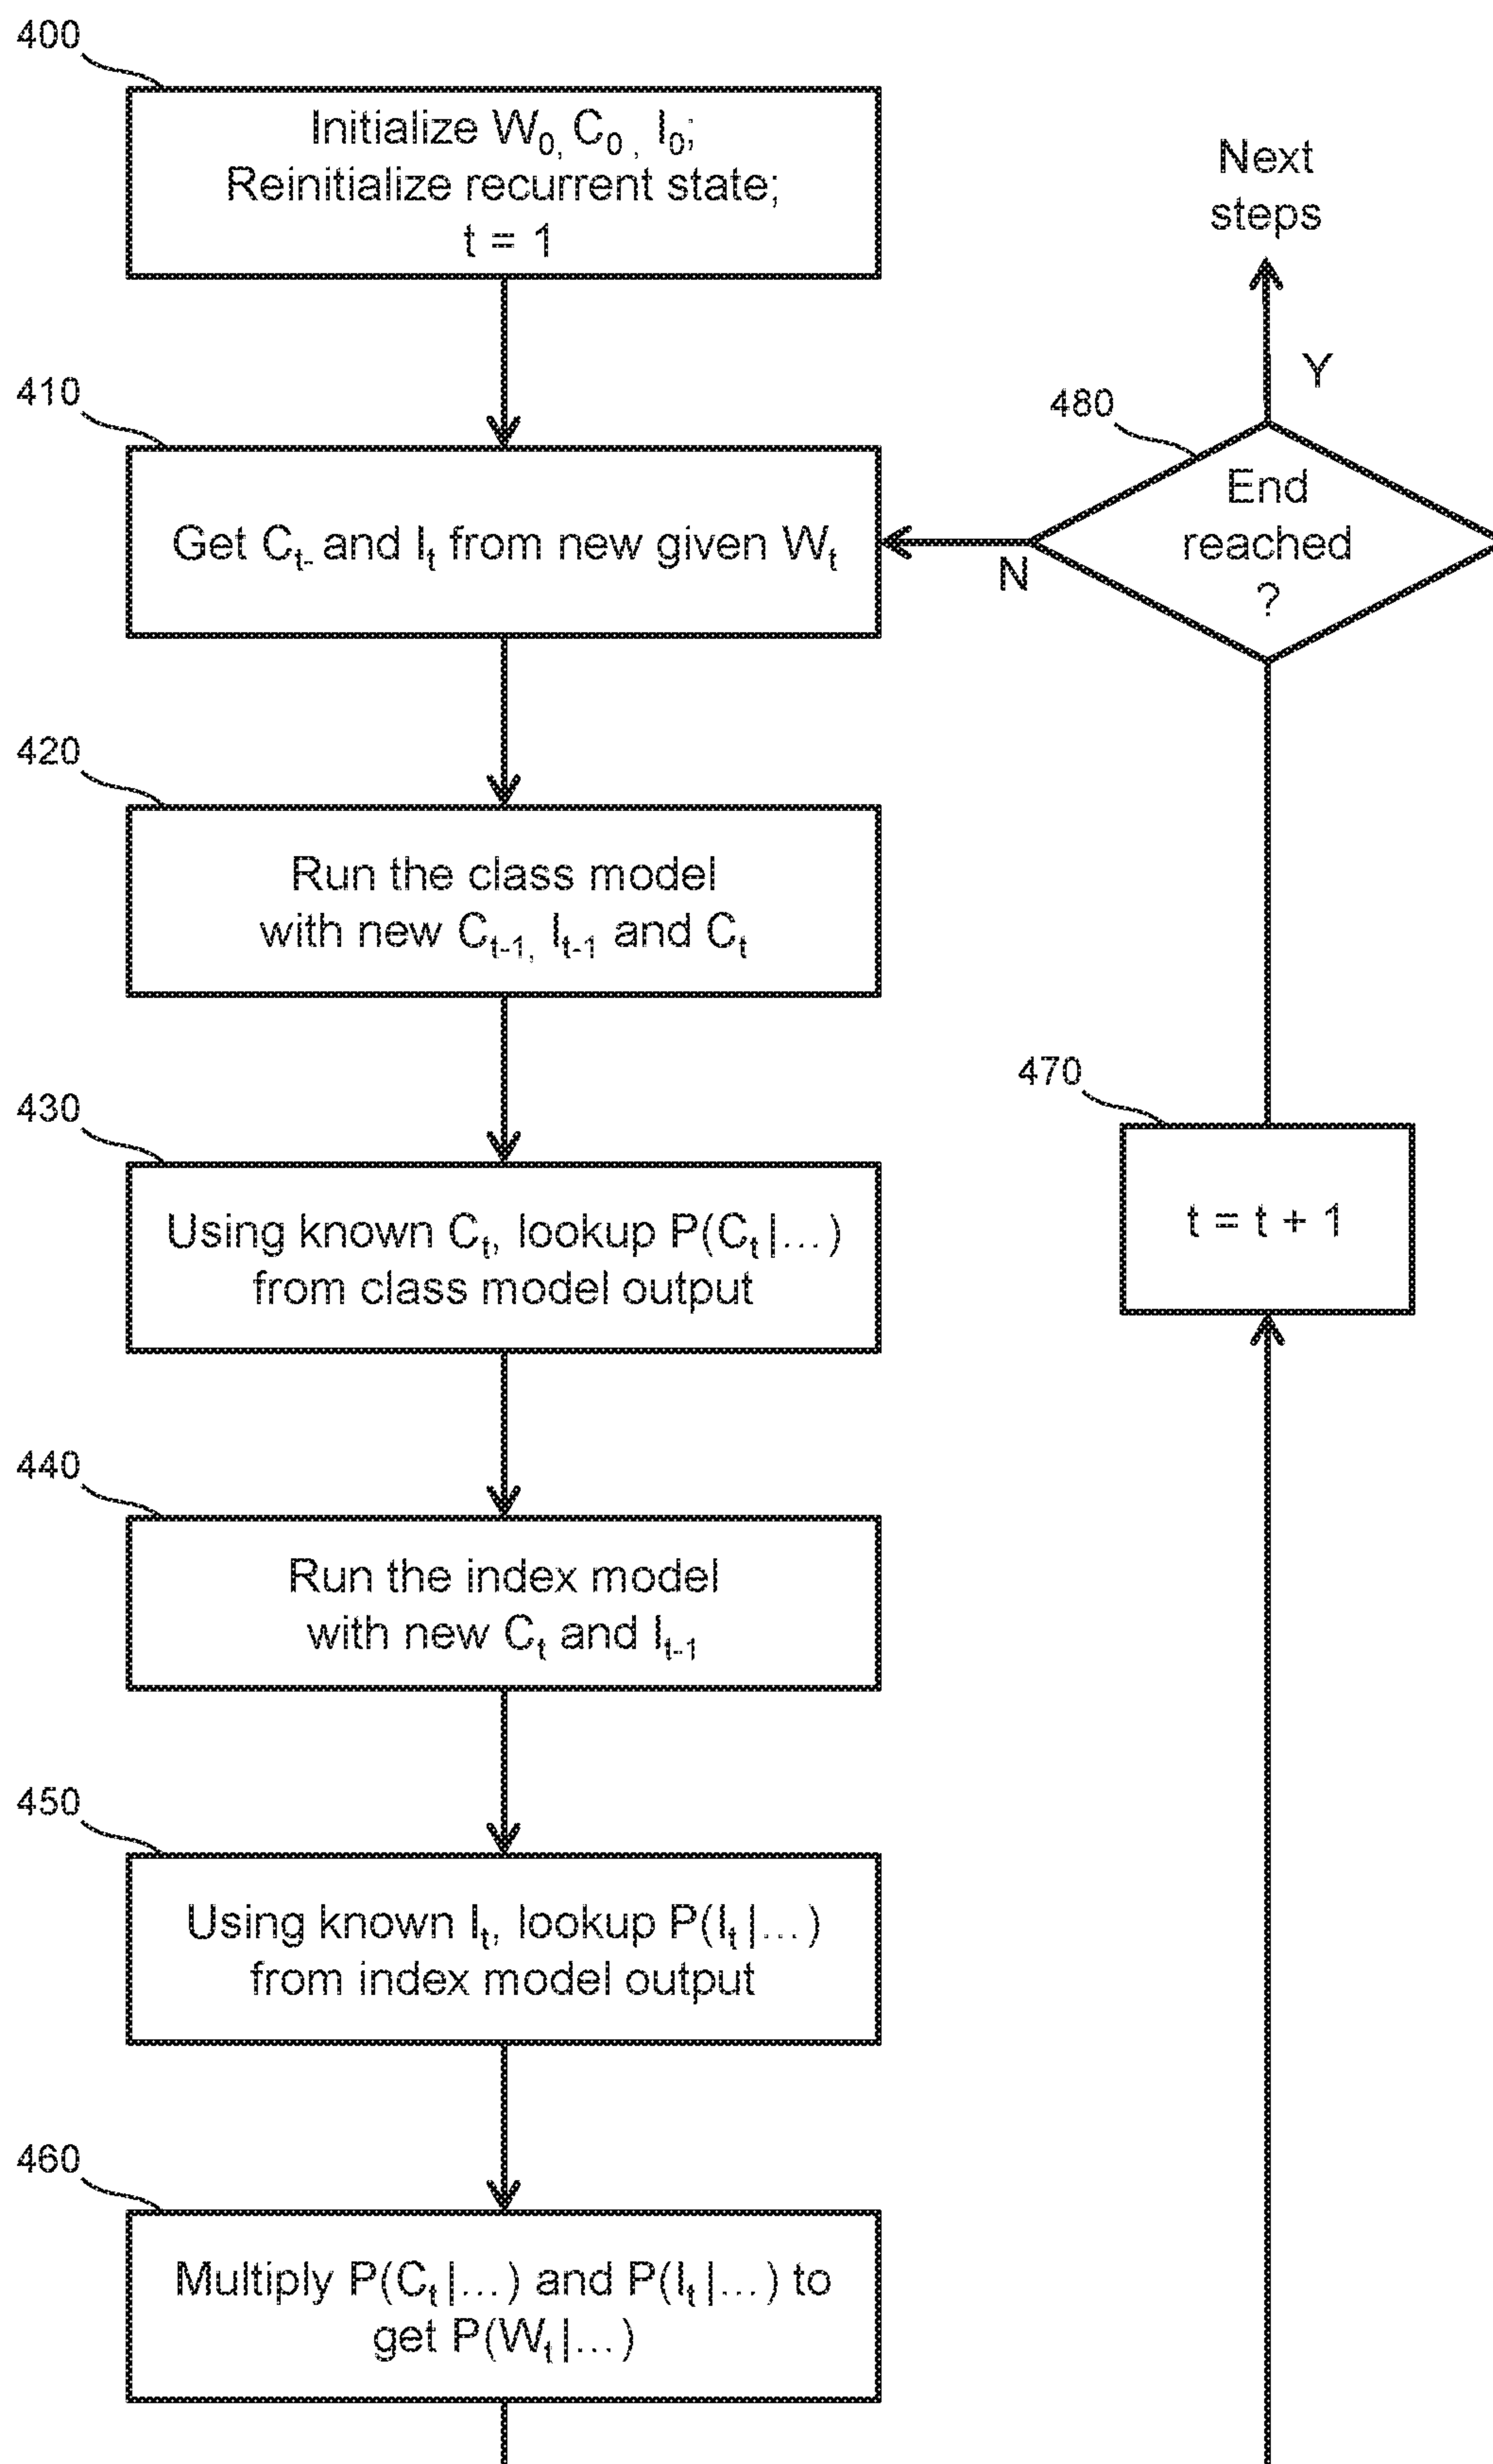 400
Initialize W₀, C₀ , I₀;
Reinitialize recurrent state;
t = 1
410
Get Cₜ₋ and Iₜ from new given Wₜ
420
Run the class model
with new Cₜ₋₁, Iₜ₋₁ and Cₜ
430
Using known Cₜ, lookup P(Cₜ|...)
from class model output
440
Run the index model
with new Cₜ and Iₜ₋₁
450
Using known Iₜ, lookup P(Iₜ|...)
from index model output
460
Multiply P(Cₜ|...) and P(Iₜ|...) to
get P(Wₜ|...)
470
t = t + 1
480
End
reached
?
N
Y
Next
steps